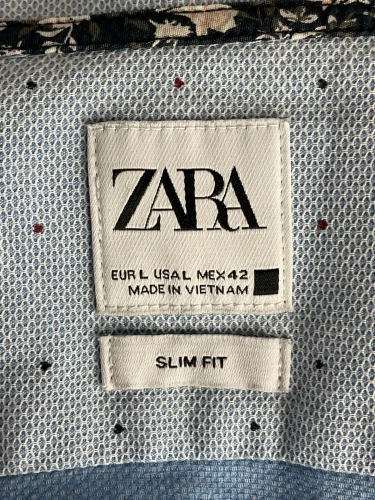 ZARA
EUR L USA L MEX 42
MADE IN VIETNAM
SLIM FIT